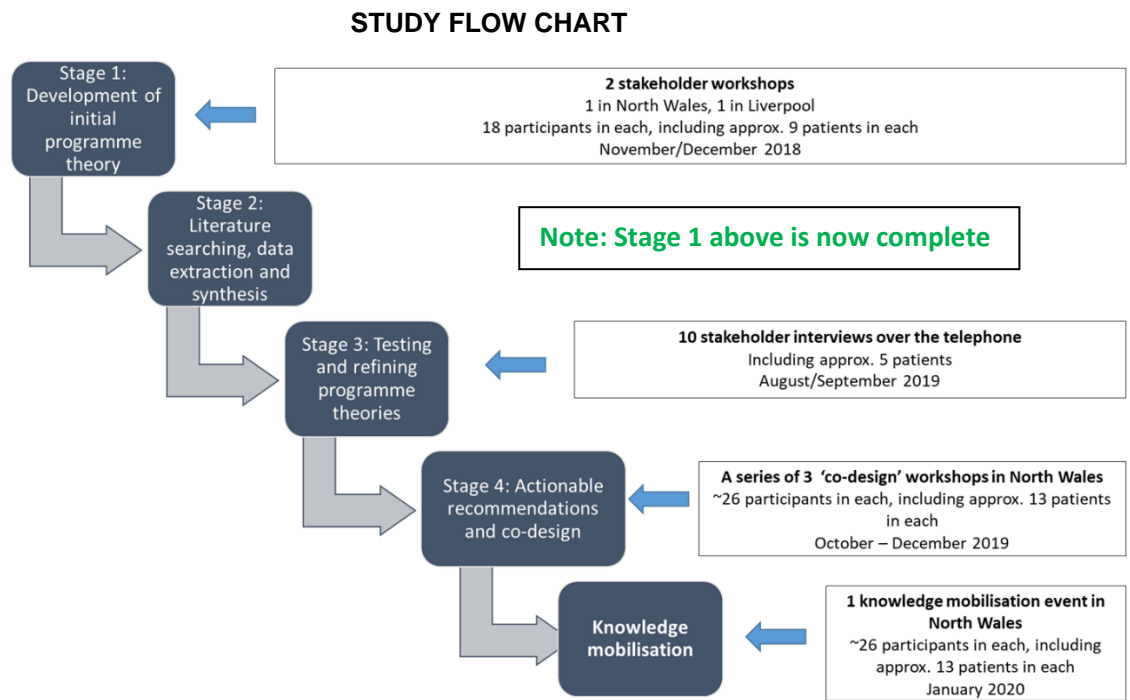 STUDY FLOW CHART
Stage 1:
Development of
initial
programme
theory
2 stakeholder workshops
1 in North Wales, 1 in Liverpool
18 participants in each, including approx. 9 patients in each
November/December 2018
Stage 2:
Literature
searching, data
extraction and
synthesis
Note: Stage 1 above is now complete
Stage 3: Testing
and refining
programme
theories
10 stakeholder interviews over the telephone
Including approx. 5 patients
August/September 2019
Stage 4: Actionable
recommendations
and co-design
A series of 3 ‘co-design’ workshops in North Wales
~26 participants in each, including approx. 13 patients
in each
October – December 2019
Knowledge
mobilisation
1 knowledge mobilisation event in
North Wales
~26 participants in each, including
approx. 13 patients in each
January 2020